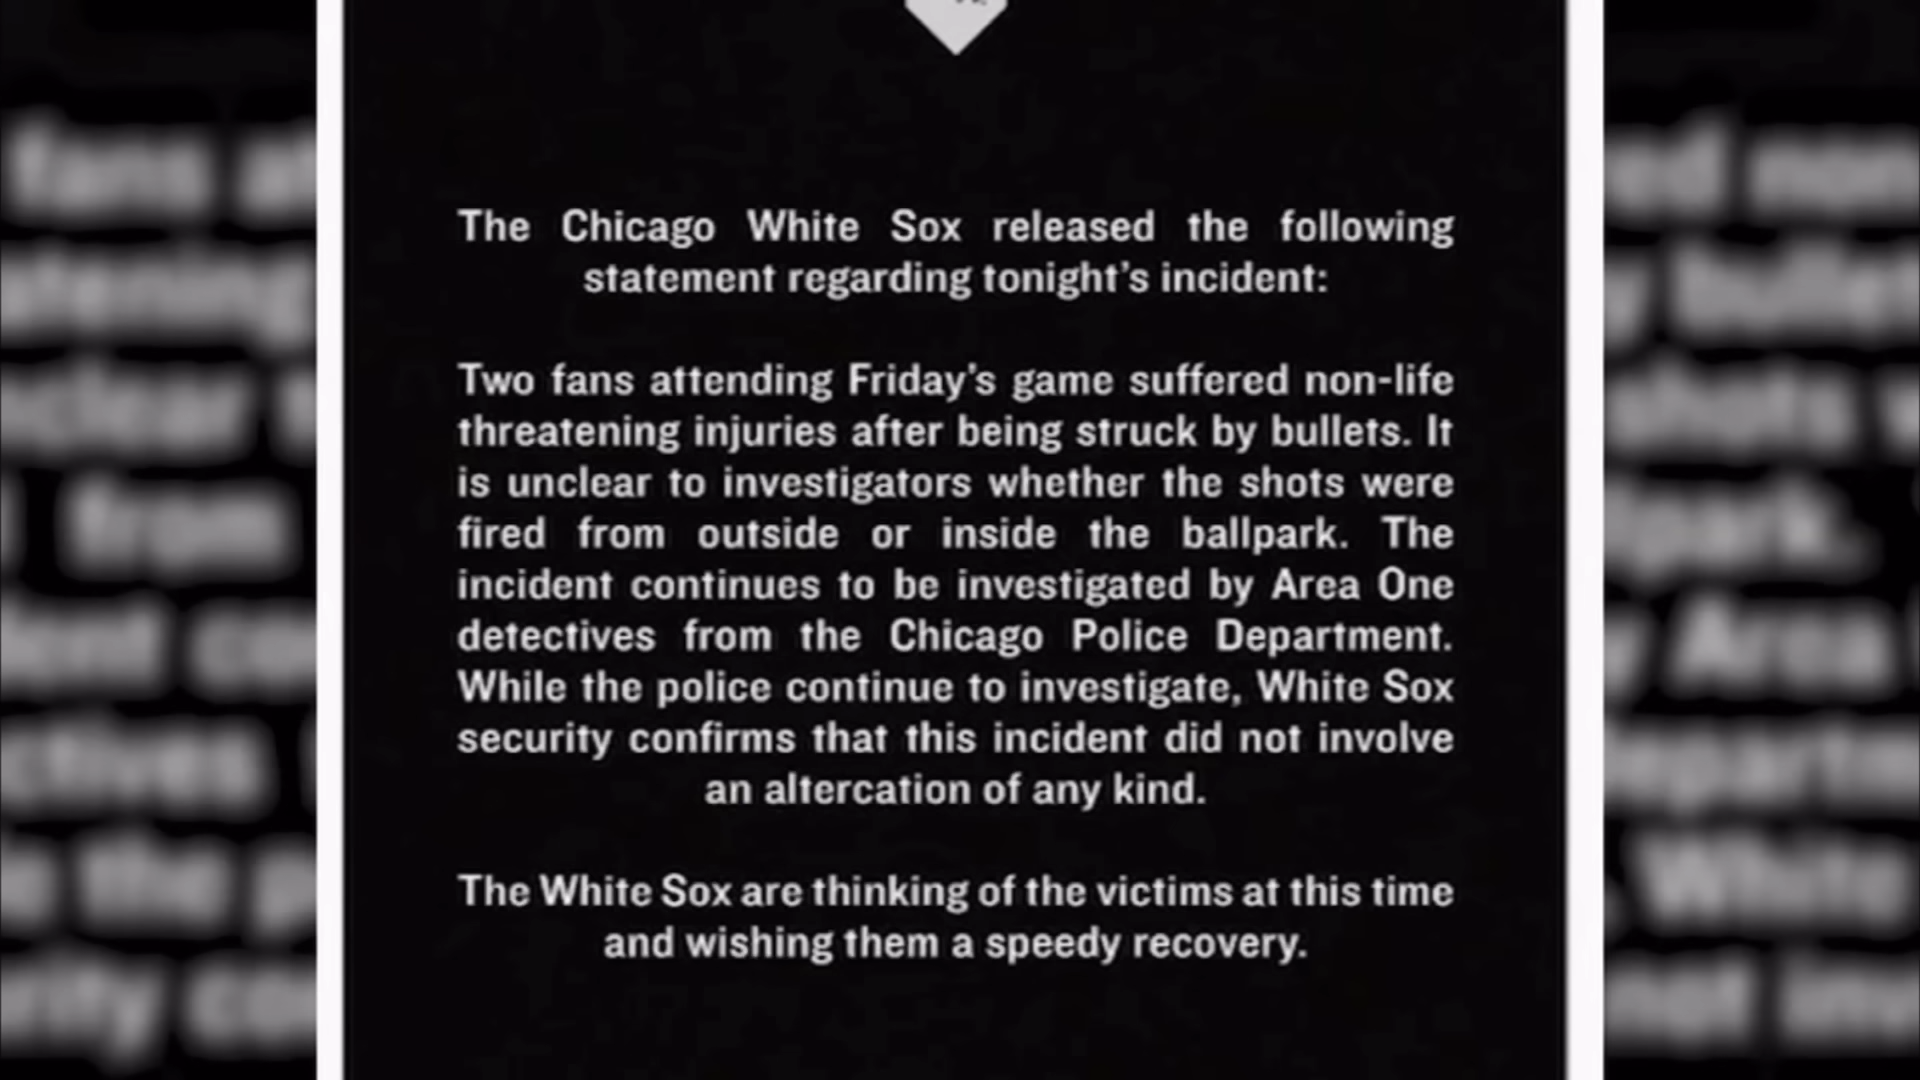 The Chicago White Sox released the following
statement regarding tonight's incident:
Two fans attending Friday's game suffered non-life
threatening injuries after being struck by bullets. It
is unclear to investigators whether the shots were
fired from outside or inside the ballpark. The
incident continues to be investigated by Area One
detectives from the Chicago Police Department.
While the police continue to investigate, White Sox
security confirms that this incident did not involve
an altercation of any kind.
The White Sox are thinking of the victims at this time
and wishing them a speedy recovery.